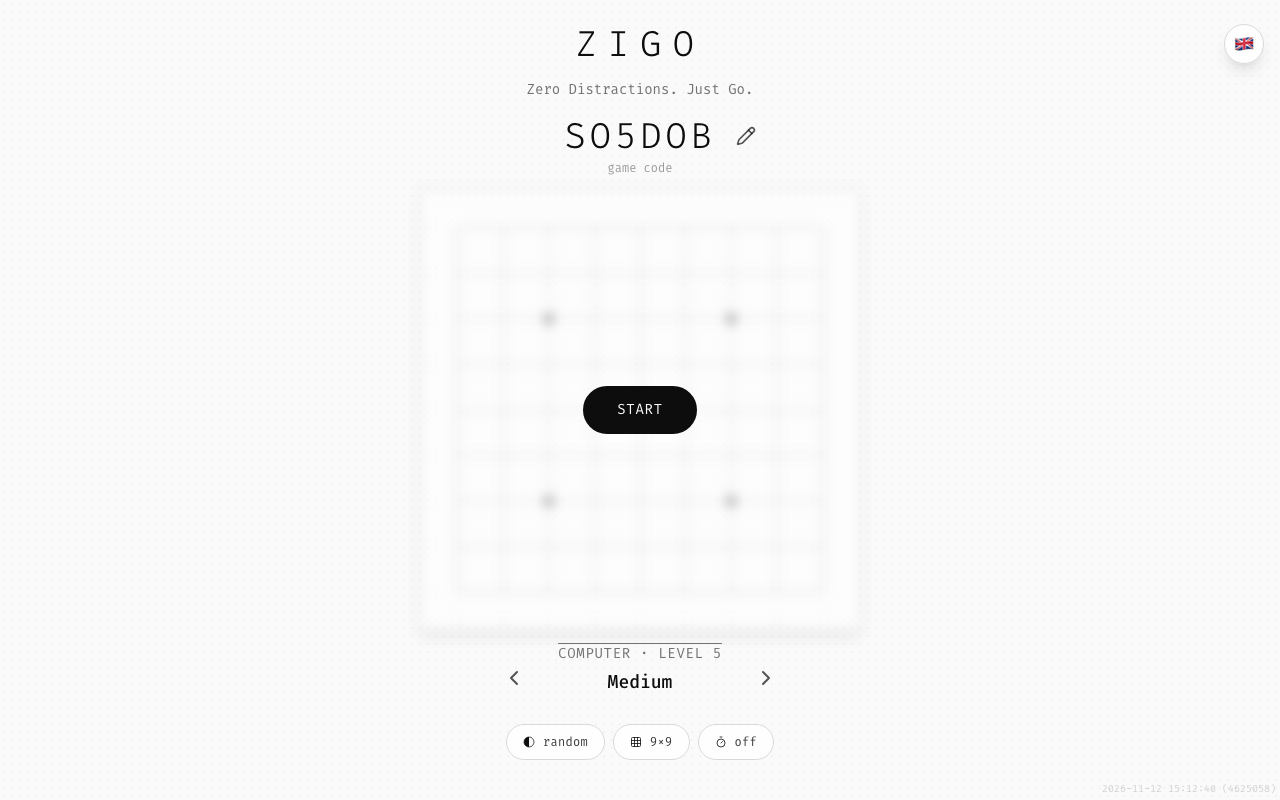 ZIGO
Zero Distractions. Just Go.
SO5DOB
game code
START
COMPUTER · LEVEL 5
Medium
random
9×9
off
2026-11-12 15:12:40 (4625058)